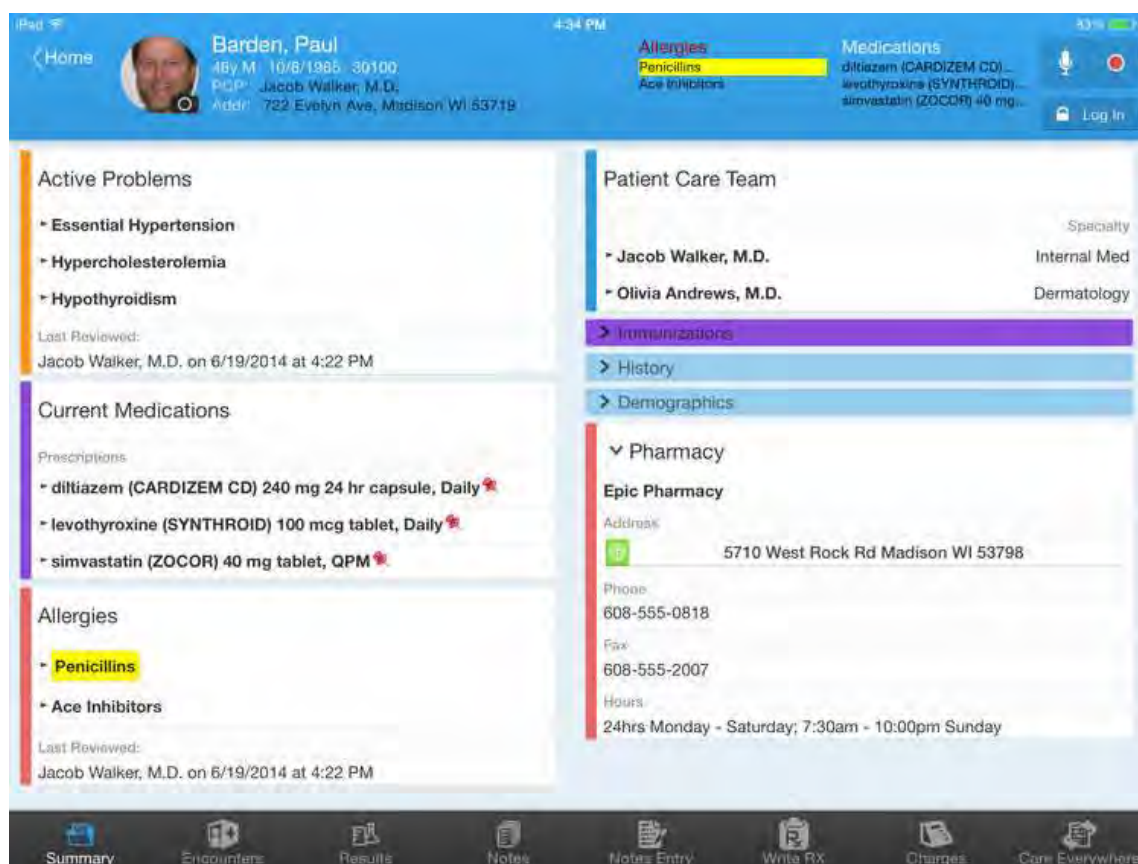 iPad
4:34 PM
83%
Home
Barden, Paul
48y M 10/6/1965 30100
PCP: Jacob Walker, M.D.
Addr: 722 Evelyn Ave, Madison WI 53719
Allergies
Penicillins
Ace Inhibitors
Medications
diltiazem (CARDIZEM CD)...
levothyroxine (SYNTHROID)...
simvastatin (ZOCOR) 40 mg...
Log In
Active Problems
Essential Hypertension
Hypercholesterolemia
Hypothyroidism
Last Reviewed:
Jacob Walker, M.D. on 6/19/2014 at 4:22 PM
Current Medications
Prescriptions
diltiazem (CARDIZEM CD) 240 mg 24 hr capsule, Daily
levothyroxine (SYNTHROID) 100 mcg tablet, Daily
simvastatin (ZOCOR) 40 mg tablet, QPM
Allergies
Penicillins
Ace Inhibitors
Last Reviewed:
Jacob Walker, M.D. on 6/19/2014 at 4:22 PM
Patient Care Team
Specialty
Jacob Walker, M.D. Internal Med
Olivia Andrews, M.D. Dermatology
Immunizations
History
Demographics
Pharmacy
Epic Pharmacy
Address
5710 West Rock Rd Madison WI 53798
Phone
608-555-0818
Fax
608-555-2007
Hours
24hrs Monday - Saturday; 7:30am - 10:00pm Sunday
Summary
Encounters
Results
Notes
Notes Entry
Write RX
Charges
Care Everywhere